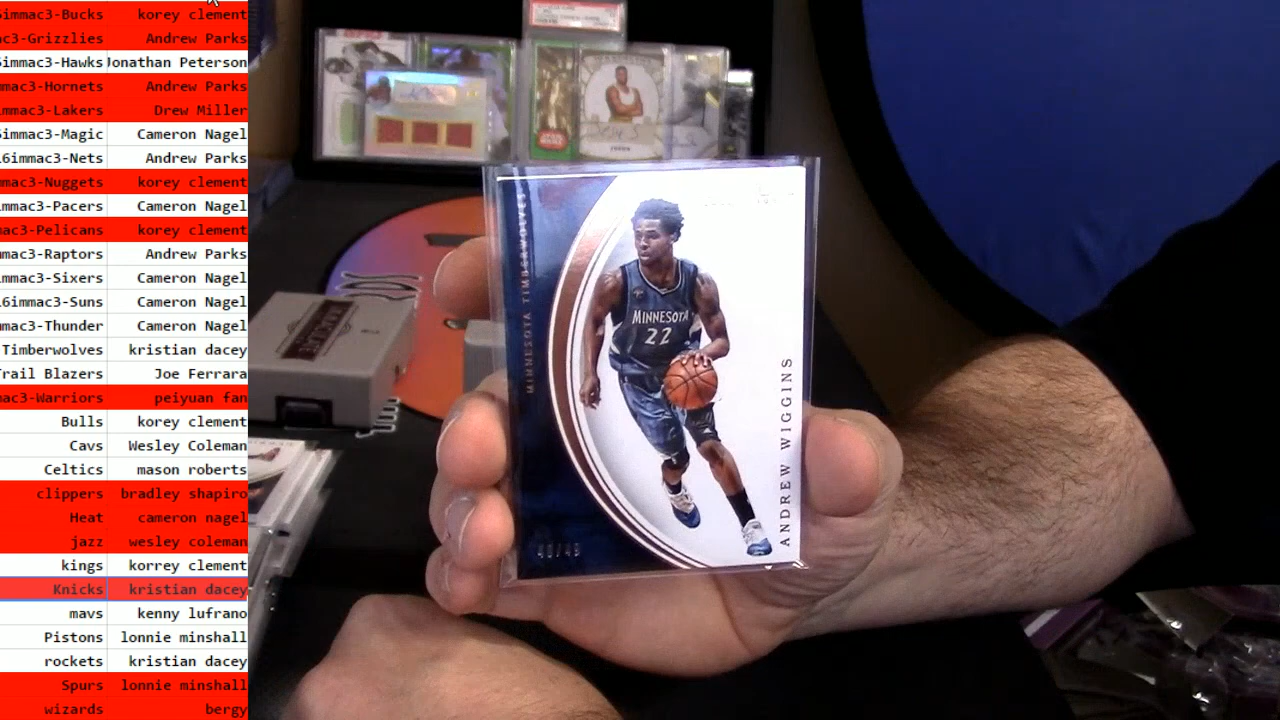 6immac3-Bucks korey clement
ac3-Grizzlies Andrew Parks
6immac3-Hawks Jonathan Peterson
mmac3-Hornets Andrew Parks
immac3-Lakers Drew Miller
6immac3-Magic Cameron Nagel
16immac3-Nets Andrew Parks
mmac3-Nuggets korey clement
mmac3-Pacers Cameron Nagel
mac3-Pelicans korey clement
mac3-Raptors Andrew Parks
immac3-Sixers Cameron Nagel
16immac3-Suns Cameron Nagel
mac3-Thunder Cameron Nagel
Timberwolves kristian dacey
Trail Blazers Joe Ferrara
mac3-Warriors peiyuan fan
Bulls korey clement
Cavs Wesley Coleman
Celtics mason roberts
clippers bradley shapiro
Heat cameron nagel
jazz wesley coleman
kings korrey clement
Knicks kristian dacey
mavs kenny lufrano
Pistons lonnie minshall
rockets kristian dacey
Spurs lonnie minshall
wizards bergy
MINNESOTA TIMBERWOLVES
MINNESOTA
22
ANDREW WIGGINS